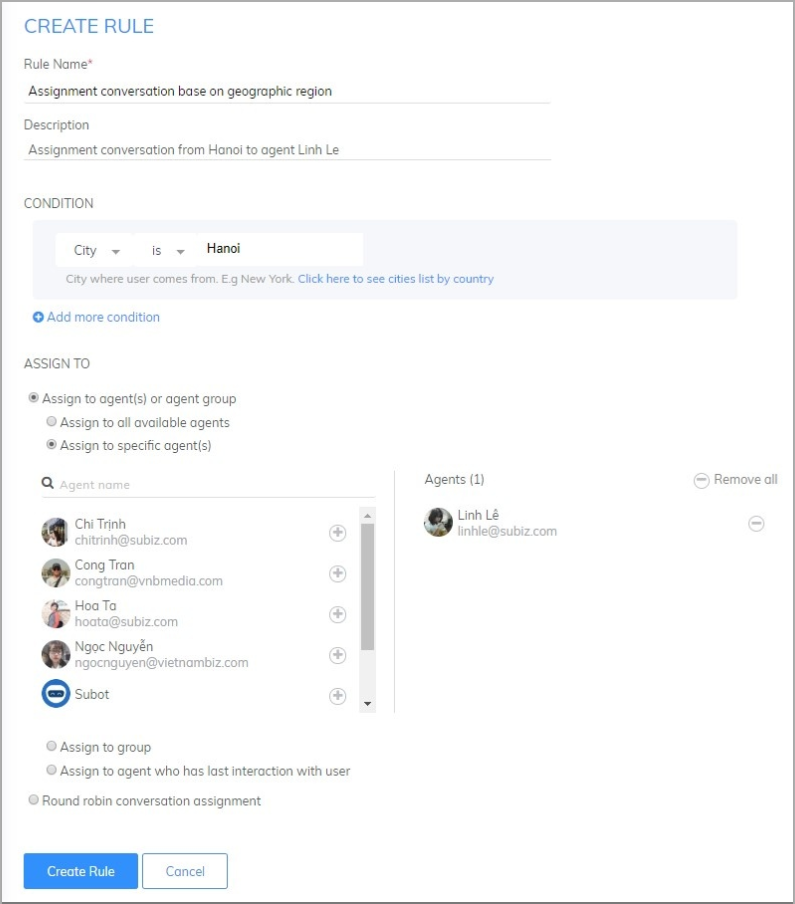 CREATE RULE
Rule Name*
Assignment conversation base on geographic region
Description
Assignment conversation from Hanoi to agent Linh Le
CONDITION
City is Hanoi
City where user comes from. E.g New York. Click here to see cities list by country
Add more condition
ASSIGN TO
Assign to agent(s) or agent group
Assign to all available agents
Assign to specific agent(s)
Agent name
Chi Trịnh
chitrinh@subiz.com
Cong Tran
congtran@vnbmedia.com
Hoa Ta
hoata@subiz.com
Ngọc Nguyễn
ngocnguyen@vietnambiz.com
Subot
Agents (1) Remove all
Linh Lê
linhle@subiz.com
Assign to group
Assign to agent who has last interaction with user
Round robin conversation assignment
Create Rule Cancel